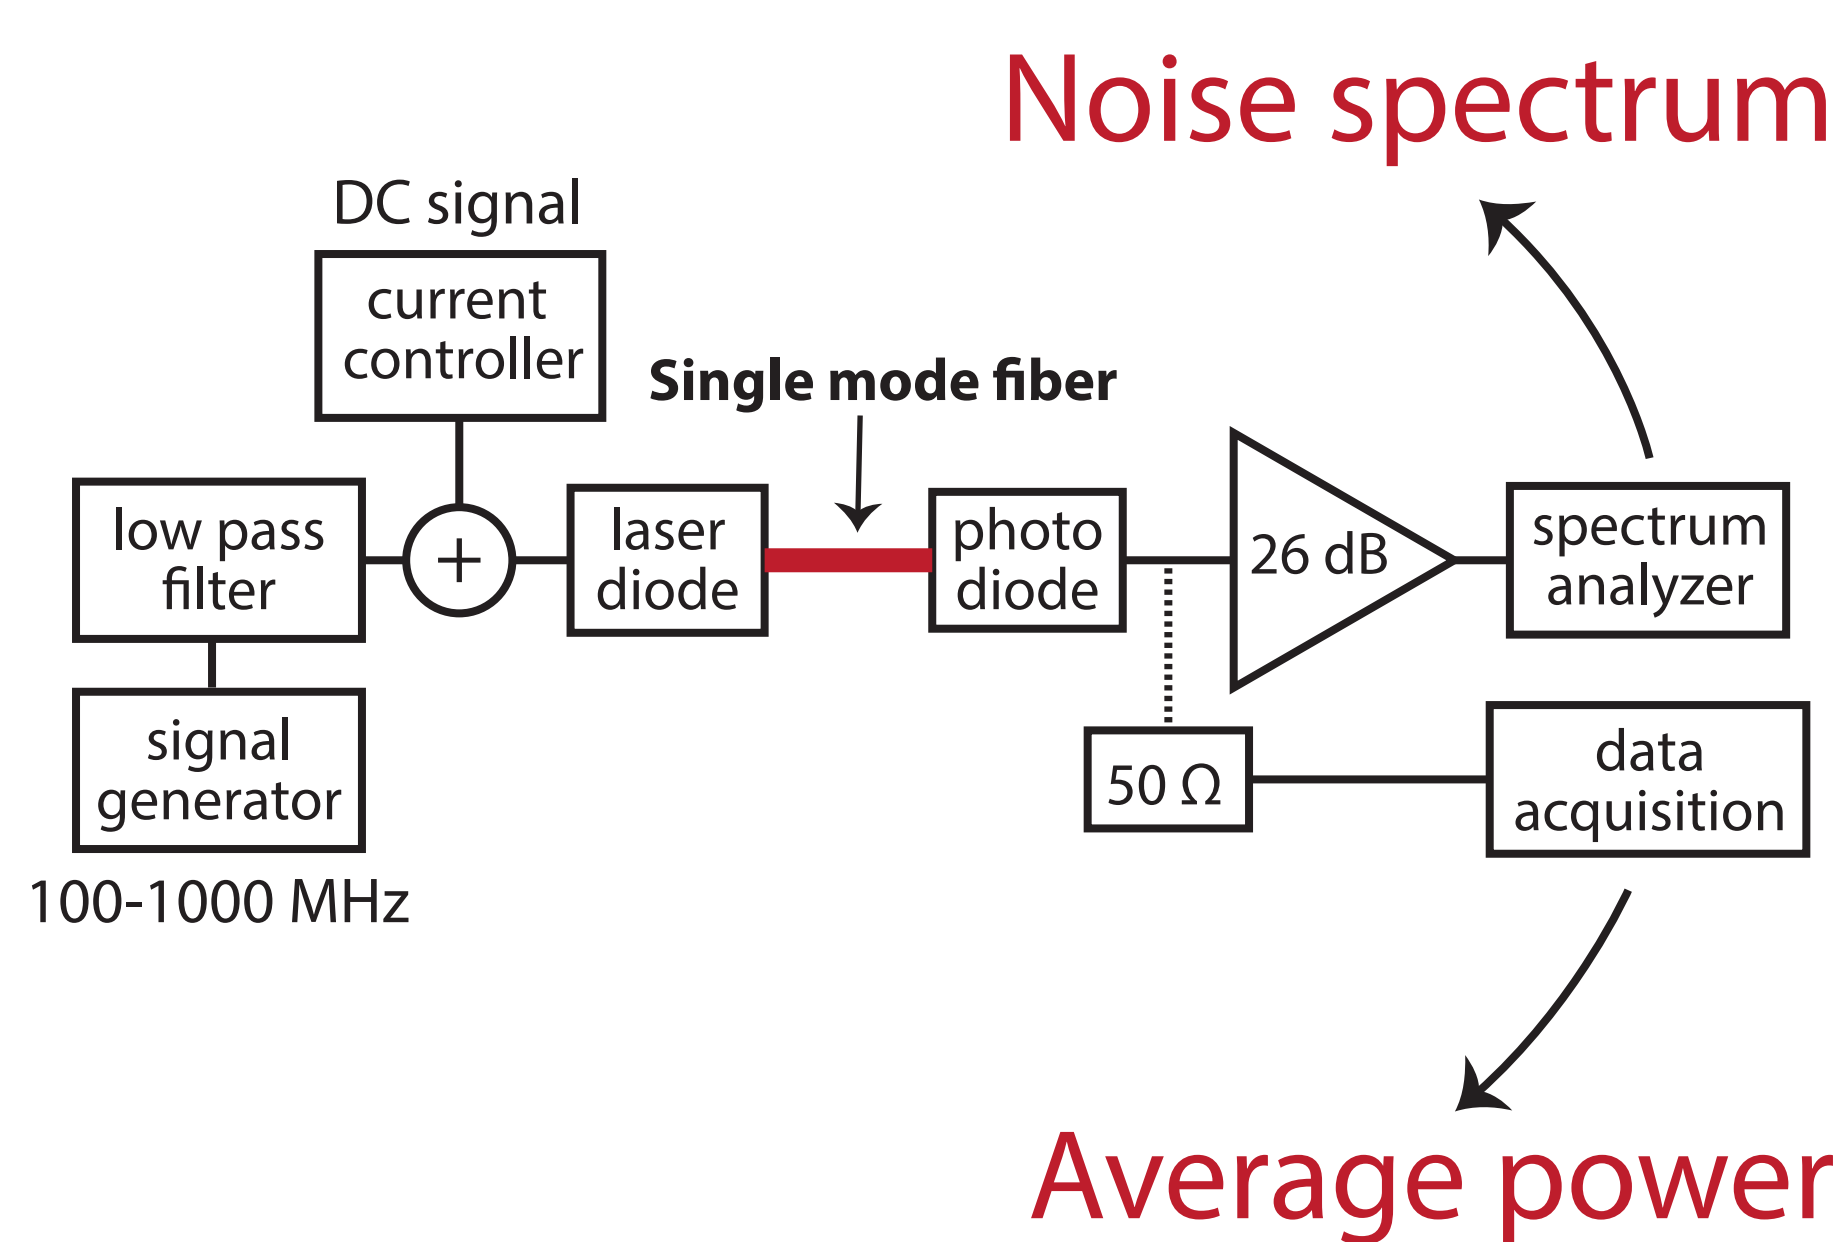 Noise spectrum
DC signal
current
controller
Single mode fiber
low pass
filter
+
laser
diode
photo
diode
26 dB
spectrum
analyzer
signal
generator
50 Ω
data
acquisition
100-1000 MHz
Average power